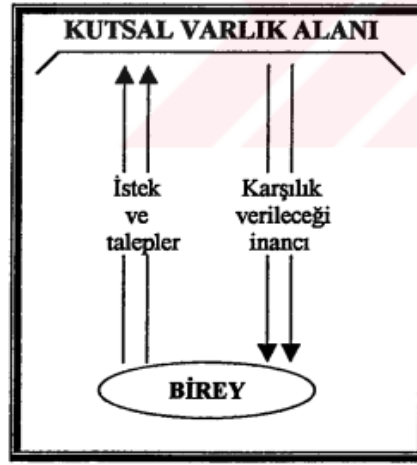 KUTSAL VARLIK ALANI
İstek
ve
talepler
Karşılık
verileceği
inancı
BİREY